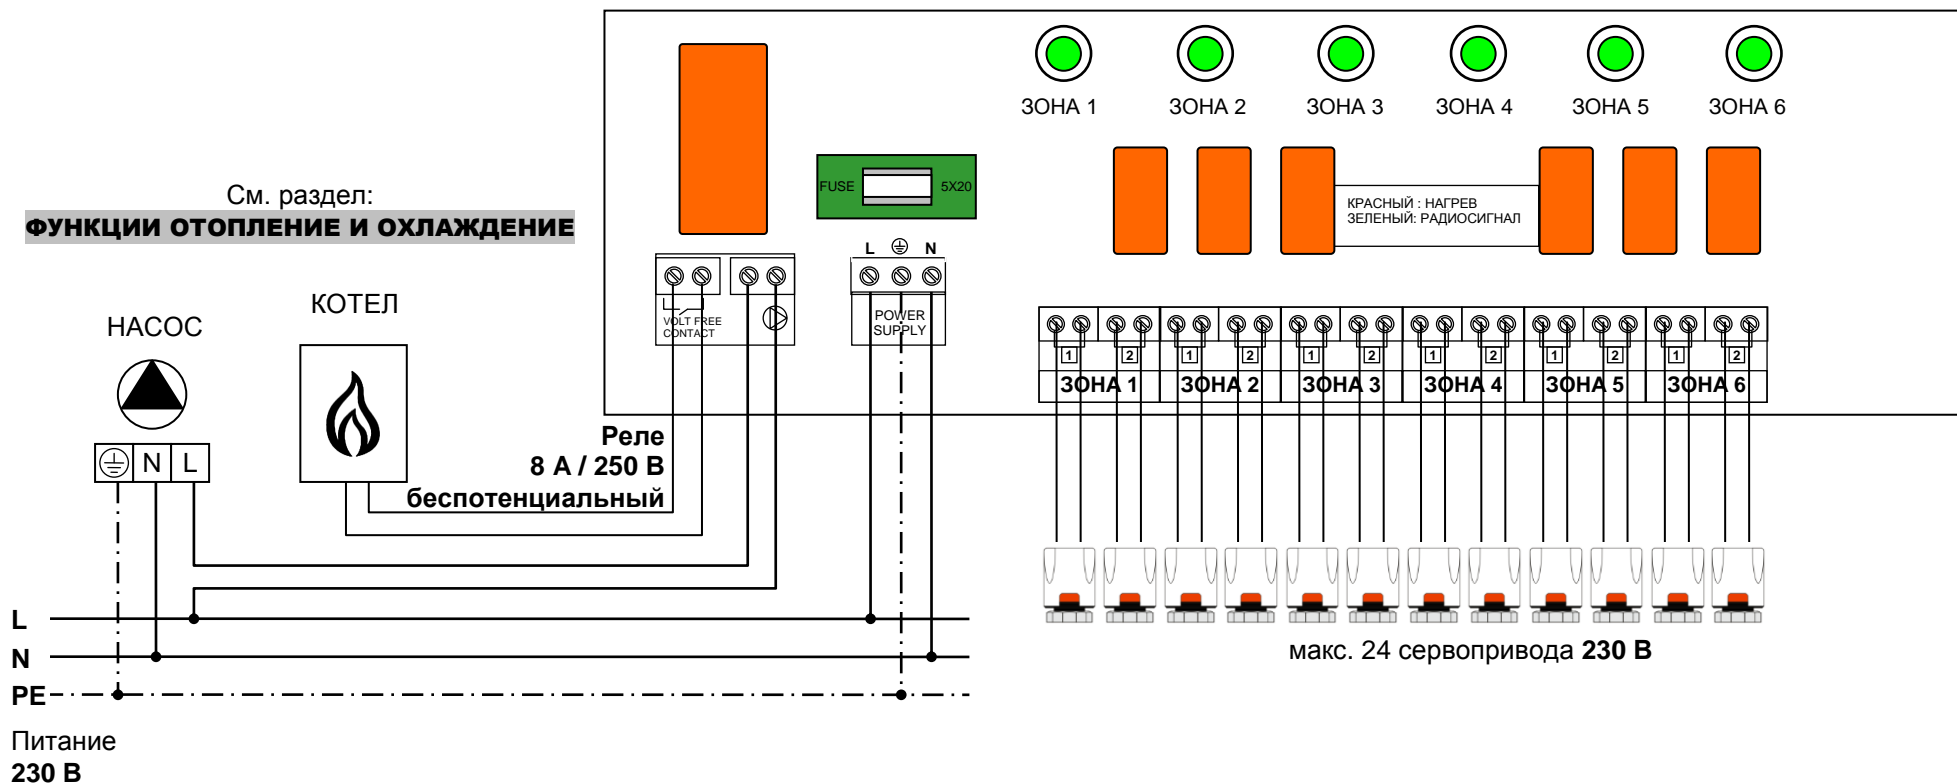 ЗОНА 1 ЗОНА 2 ЗОНА 3 ЗОНА 4 ЗОНА 5 ЗОНА 6
FUSE 5X20
КРАСНЫЙ : НАГРЕВ
ЗЕЛЕНЫЙ: РАДИОСИГНАЛ
См. раздел:
ФУНКЦИИ ОТОПЛЕНИЕ И ОХЛАЖДЕНИЕ
L N
POWER
SUPPLY
VOLT FREE
CONTACT
НАСОС
КОТЕЛ
N L
1 2 1 2 1 2 1 2 1 2 1 2
ЗОНА 1 ЗОНА 2 ЗОНА 3 ЗОНА 4 ЗОНА 5 ЗОНА 6
Реле
8 А / 250 В
беспотенциальный
L
N
PE
макс. 24 сервопривода 230 В
Питание
230 В